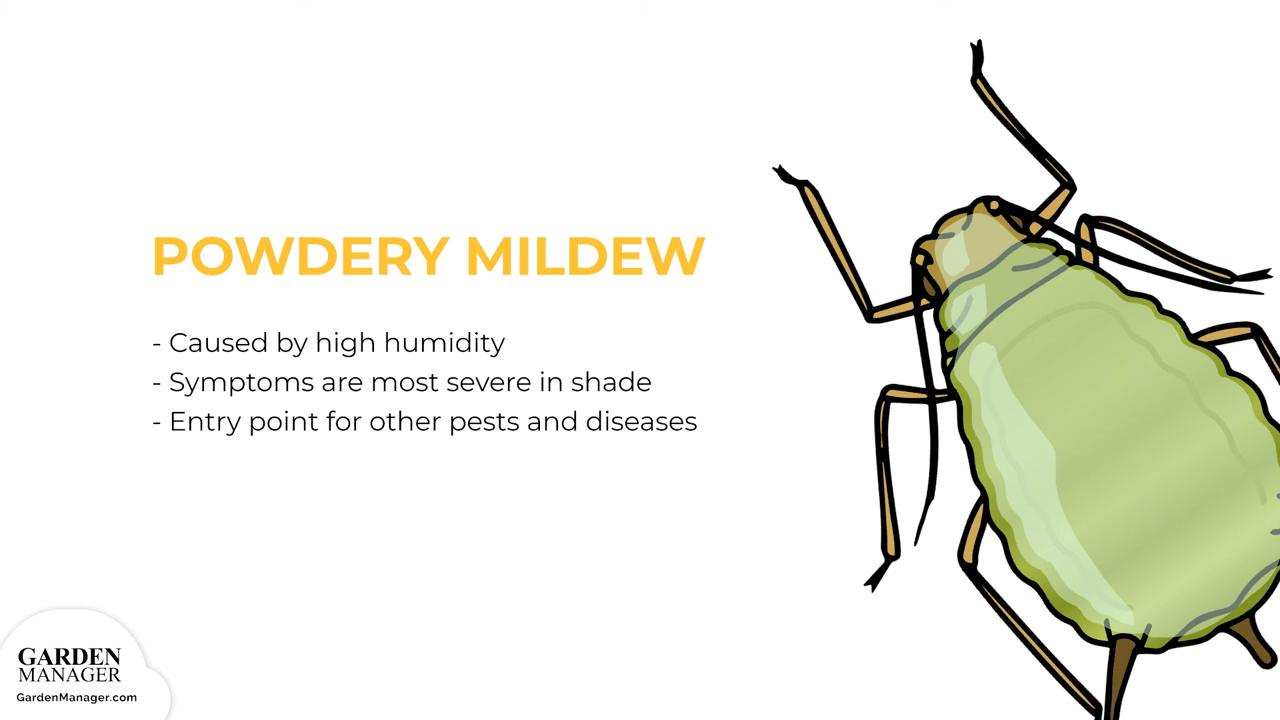 POWDERY MILDEW
- Caused by high humidity
- Symptoms are most severe in shade
- Entry point for other pests and diseases
GARDEN
MANAGER
GardenManager.com